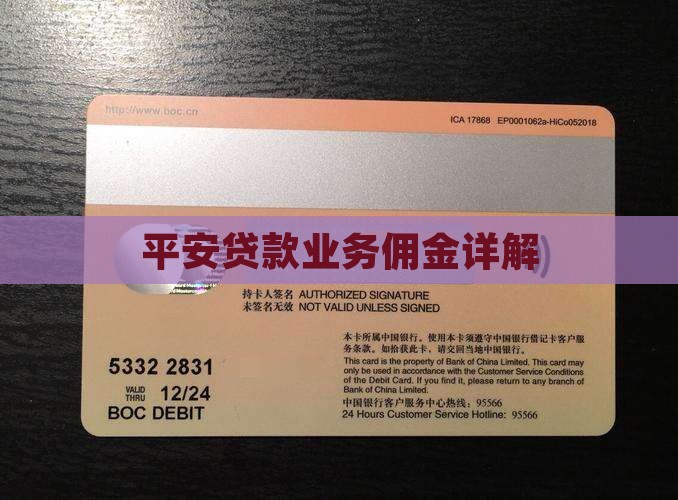 http://www.boc.cn
ICA 17868 EP0001062a-HiCo052018
平安贷款业务佣金详解
持卡人签名 AUTHORIZED SIGNATURE
未签名无效 NOT VALID UNLESS SIGNED
本卡所属中国银行。使用本卡须遵守中国银行借记卡客户服
务条款。如拾获此卡,请交回当地中国银行。
This card is the property of Bank of China Limited. This card may
only be used in accordance with the Customer Service Conditions
of the Debit Card. If you find it, please return to any branch of
Bank of China Limited.
中国银行客户服务中心热线:95566
24 Hours Customer Service Hotline: 95566
5332 2831
VALID
THRU 12/24
BOC DEBIT